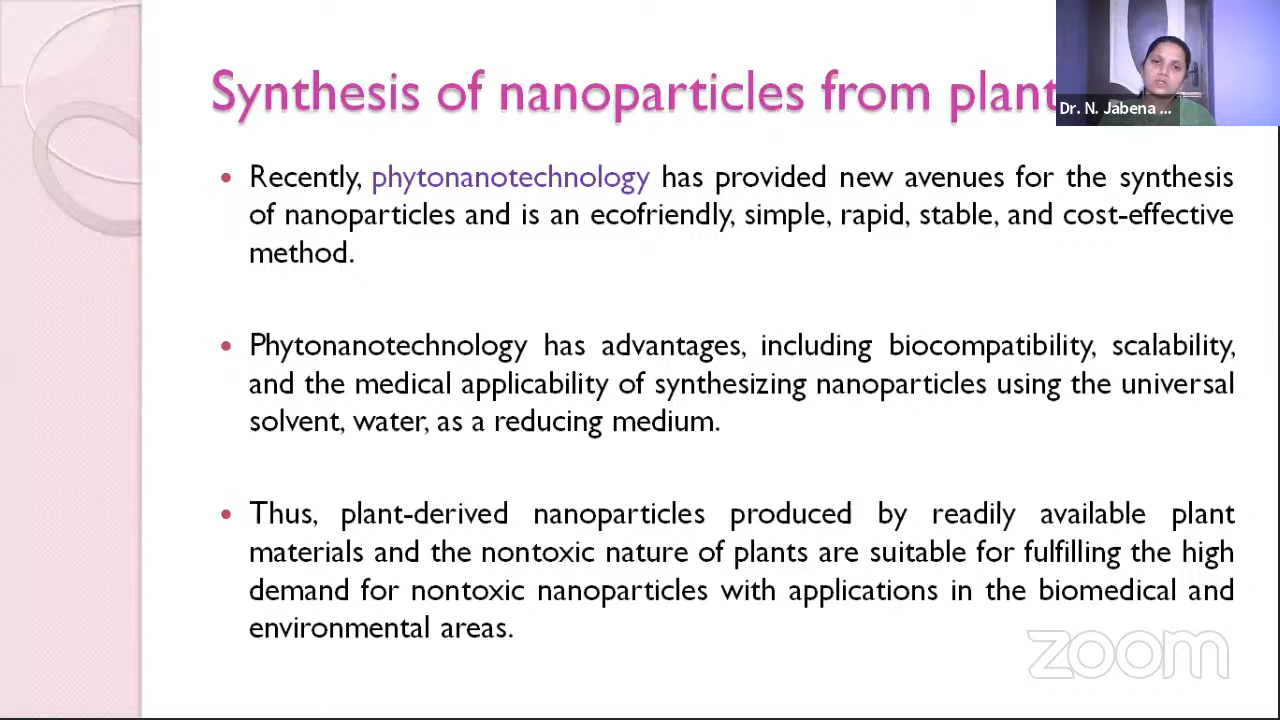 Synthesis of nanoparticles from plant
Dr. N. Jabena ...
• Recently, phytonanotechnology has provided new avenues for the synthesis
of nanoparticles and is an ecofriendly, simple, rapid, stable, and cost-effective
method.
• Phytonanotechnology has advantages, including biocompatibility, scalability,
and the medical applicability of synthesizing nanoparticles using the universal
solvent, water, as a reducing medium.
• Thus, plant-derived nanoparticles produced by readily available plant
materials and the nontoxic nature of plants are suitable for fulfilling the high
demand for nontoxic nanoparticles with applications in the biomedical and
environmental areas.
zoom